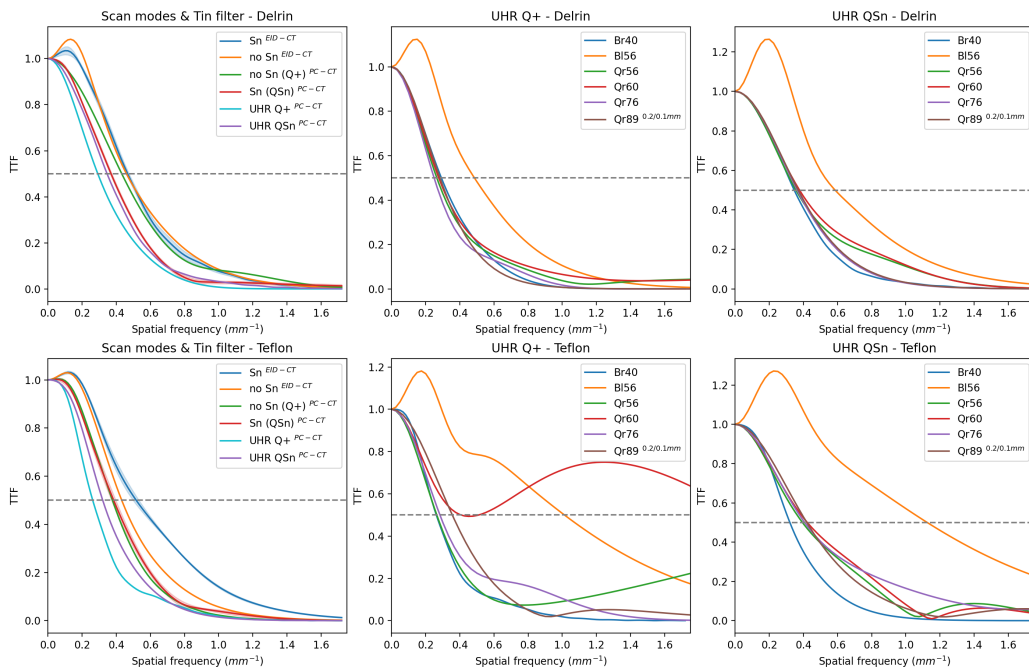 Scan modes & Tin filter - Delrin
TTF
1.0
0.8
0.6
0.4
0.2
0.0
Sn EID−CT
no Sn EID−CT
no Sn (Q+) PC−CT
Sn (QSn) PC−CT
UHR Q+ PC−CT
UHR QSn PC−CT
0.0 0.2 0.4 0.6 0.8 1.0 1.2 1.4 1.6
Spatial frequency (mm−1)
UHR Q+ - Delrin
TTF
1.0
0.8
0.6
0.4
0.2
0.0
Br40
Bl56
Qr56
Qr60
Qr76
Qr89 0.2/0.1mm
0.0 0.2 0.4 0.6 0.8 1.0 1.2 1.4 1.6
Spatial frequency (mm−1)
UHR QSn - Delrin
TTF
1.2
1.0
0.8
0.6
0.4
0.2
0.0
Br40
Bl56
Qr56
Qr60
Qr76
Qr89 0.2/0.1mm
0.0 0.2 0.4 0.6 0.8 1.0 1.2 1.4 1.6
Spatial frequency (mm−1)
Scan modes & Tin filter - Teflon
TTF
1.0
0.8
0.6
0.4
0.2
0.0
Sn EID−CT
no Sn EID−CT
no Sn (Q+) PC−CT
Sn (QSn) PC−CT
UHR Q+ PC−CT
UHR QSn PC−CT
0.0 0.2 0.4 0.6 0.8 1.0 1.2 1.4 1.6
Spatial frequency (mm−1)
UHR Q+ - Teflon
TTF
1.2
1.0
0.8
0.6
0.4
0.2
0.0
Br40
Bl56
Qr56
Qr60
Qr76
Qr89 0.2/0.1mm
0.0 0.2 0.4 0.6 0.8 1.0 1.2 1.4 1.6
Spatial frequency (mm−1)
UHR QSn - Teflon
TTF
1.2
1.0
0.8
0.6
0.4
0.2
0.0
Br40
Bl56
Qr56
Qr60
Qr76
Qr89 0.2/0.1mm
0.0 0.2 0.4 0.6 0.8 1.0 1.2 1.4 1.6
Spatial frequency (mm−1)